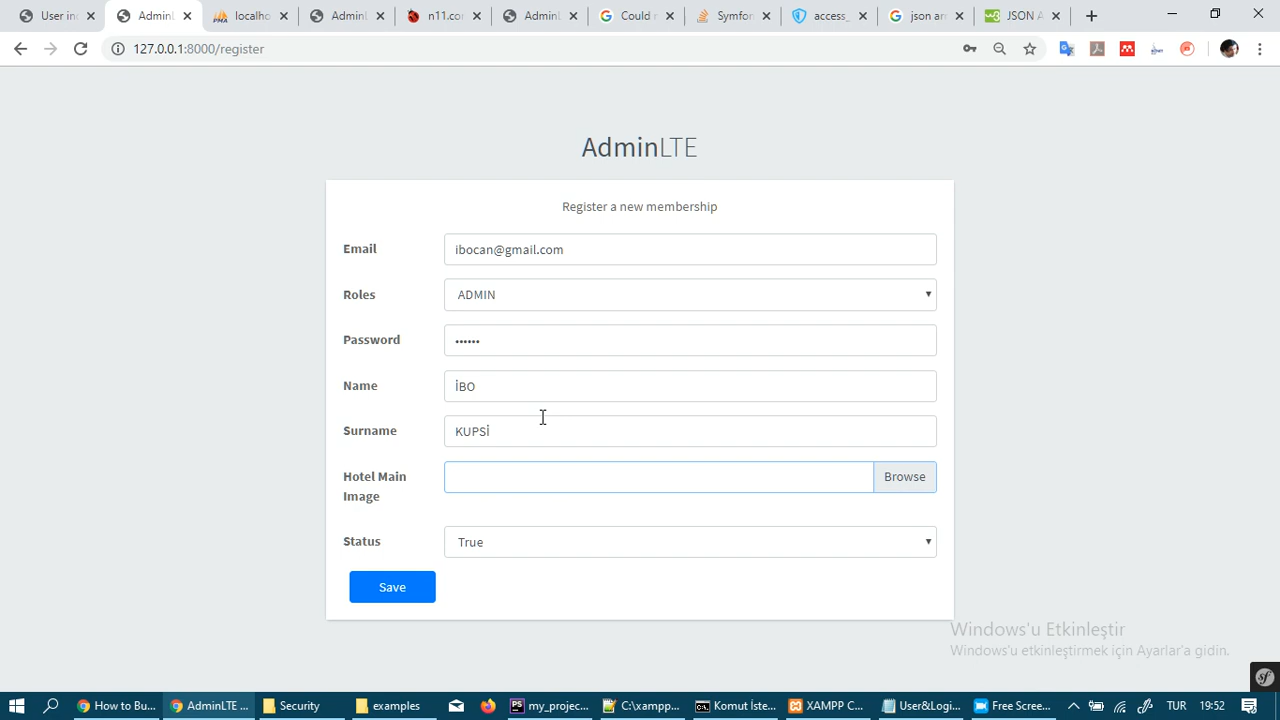 User in
AdminL
localho
AdminL
n11.co
AdminL
Could n
Symfon
access
json ar
JSON A
127.0.0.1:8000/register
AdminLTE
Register a new membership
Email
ibocan@gmail.com
Roles
ADMIN
Password
••••••
Name
İBO
Surname
KUPSİ
Hotel Main
Image
Browse
Status
True
Save
Windows'u Etkinleştir
Windows'u etkinleştirmek için Ayarlar'a gidin.
How to Bu...
AdminLTE ...
Security
examples
my_projec...
C:\xampp...
Komut İste...
XAMPP C...
User&Logi...
Free Scree...
TUR
19:52